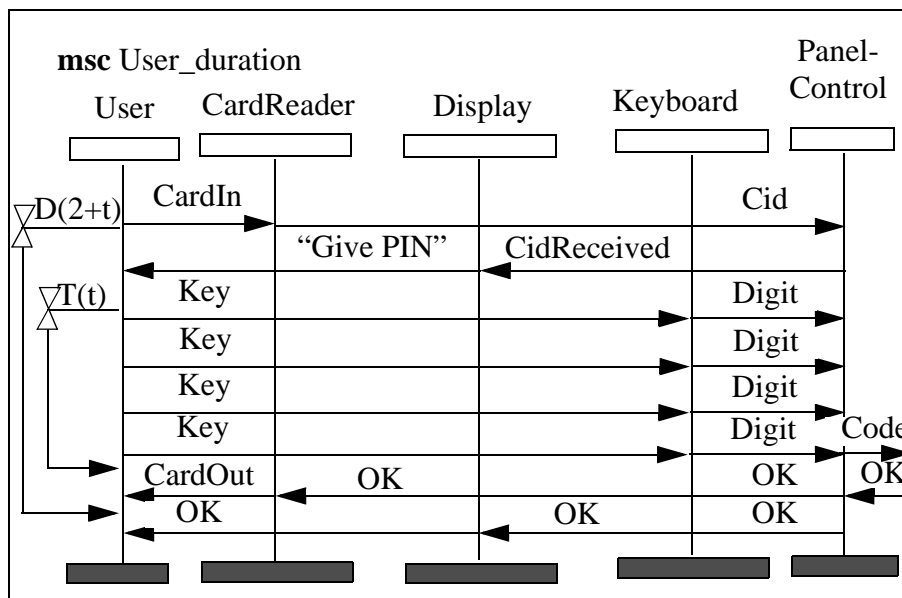 msc User_duration
Panel-
Control
User
CardReader
Display
Keyboard
D(2+t)
CardIn
Cid
“Give PIN”
CidReceived
T(t)
Key
Digit
Key
Digit
Key
Digit
Key
Digit
Code
CardOut
OK
OK
OK
OK
OK
OK